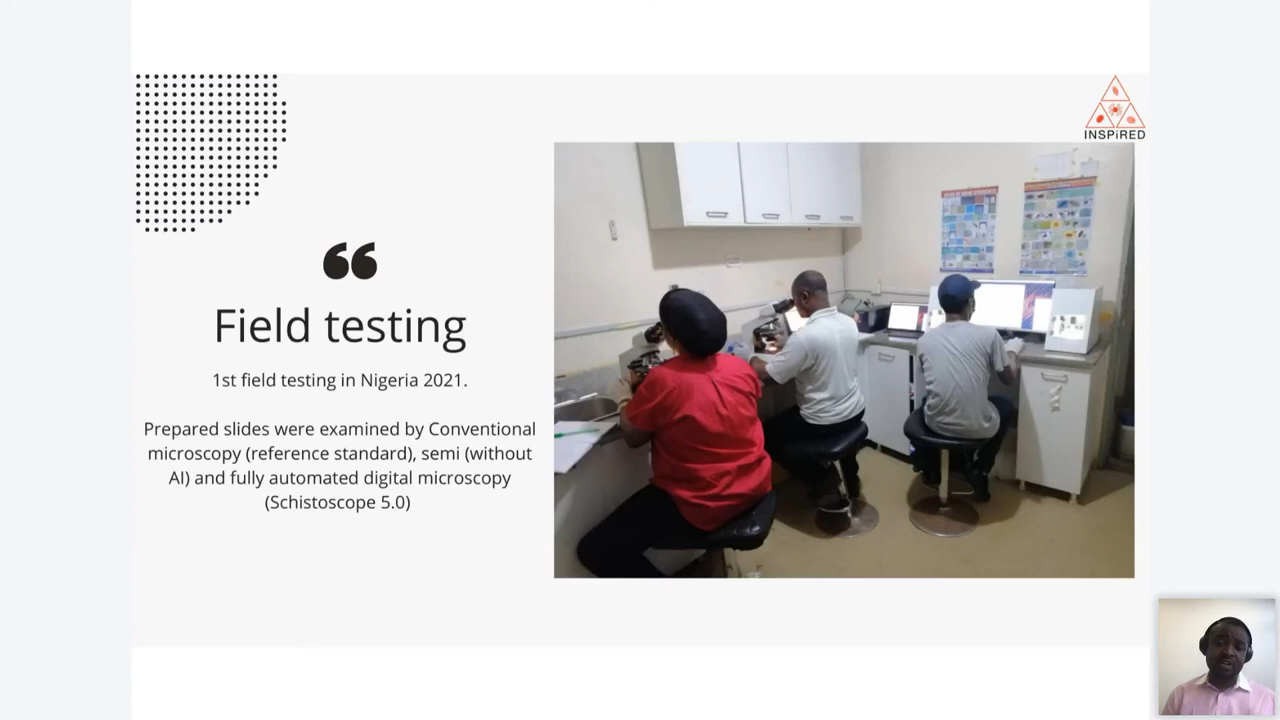 INSPiRED
“
Field testing
1st field testing in Nigeria 2021.
Prepared slides were examined by Conventional
microscopy (reference standard), semi (without
AI) and fully automated digital microscopy
(Schistoscope 5.0)